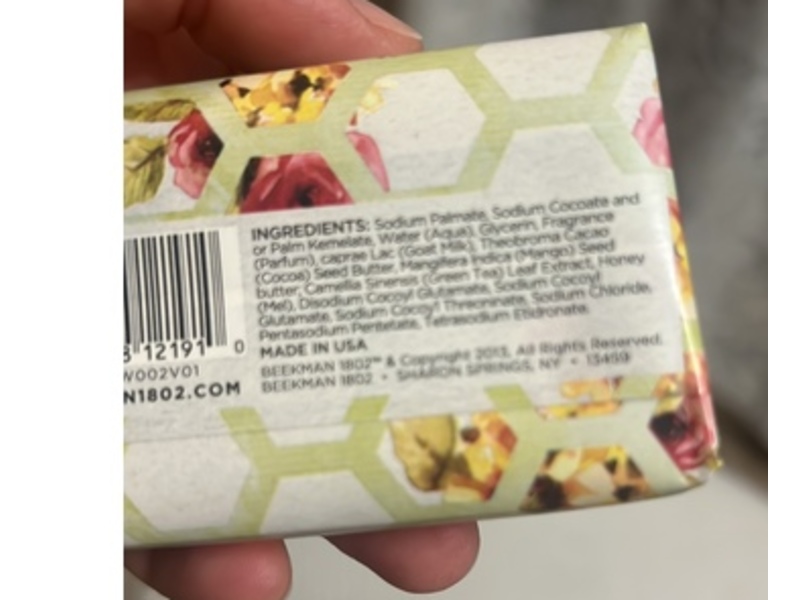 INGREDIENTS: Sodium Palmate, Sodium Cocoate and
or Palm Kernelate, Water (Aqua), Glycerin, Fragrance
(Parfum), caprae Lac (Goat Milk), Theobroma Cacao
(Cocoa) Seed Butter, Mangifera Indica (Mango) Seed
butter, Camellia Sinensis (Green Tea) Leaf Extract, Honey
(Mel), Disodium Cocoyl Glutamate, Sodium Cocoyl
Glutamate, Sodium Cocoyl Threoninate, Sodium Chloride,
Pentasodium Pentetate, Tetrasodium Etidronate.
MADE IN USA
BEEKMAN 1802™ & Copyright 2013, All Rights Reserved.
BEEKMAN 1802 • SHARON SPRINGS, NY • 13459
12191 0
W002V01
N1802.COM